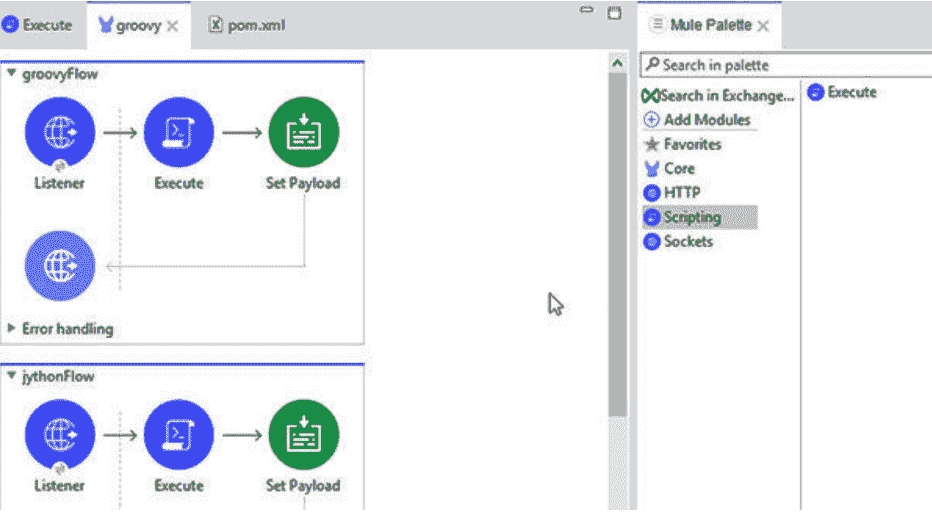 Execute groovy pom.xml
groovyFlow
Listener Execute Set Payload
Error handling
jythonFlow
Listener Execute Set Payload
Mule Palette
Search in palette
Search in Exchange...
Add Modules
Favorites
Core
HTTP
Scripting
Sockets
Execute